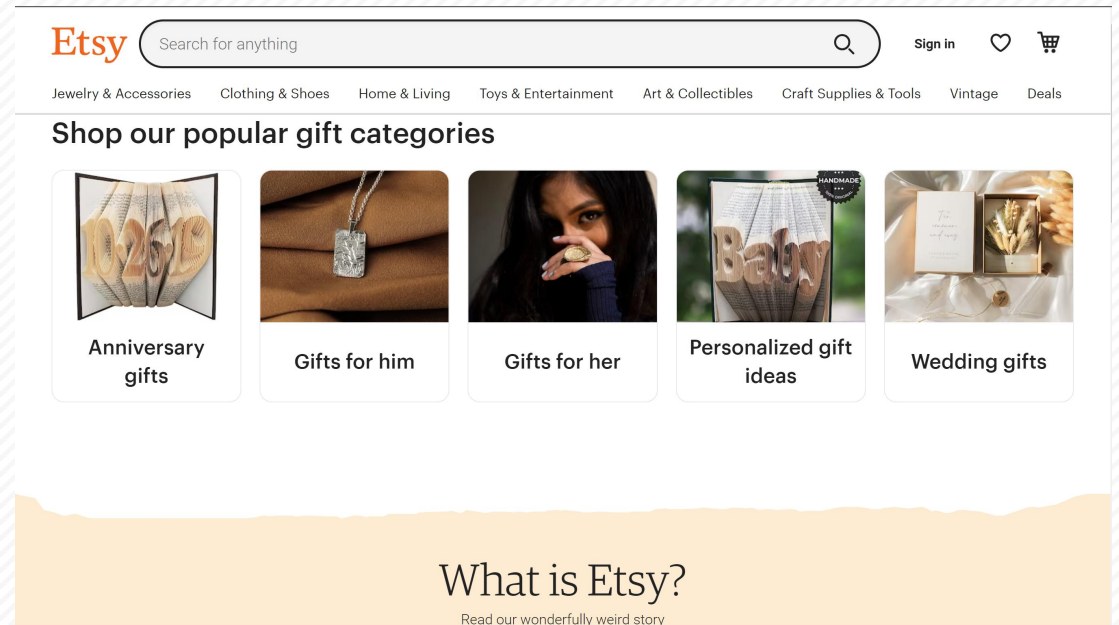 Etsy
Search for anything
Sign in
Jewelry & Accessories
Clothing & Shoes
Home & Living
Toys & Entertainment
Art & Collectibles
Craft Supplies & Tools
Vintage
Deals
Shop our popular gift categories
10•26•19
Anniversary
gifts
Gifts for him
Gifts for her
HANDMADE
Baby
Personalized gift
ideas
Wedding gifts
What is Etsy?
Read our wonderfully weird story